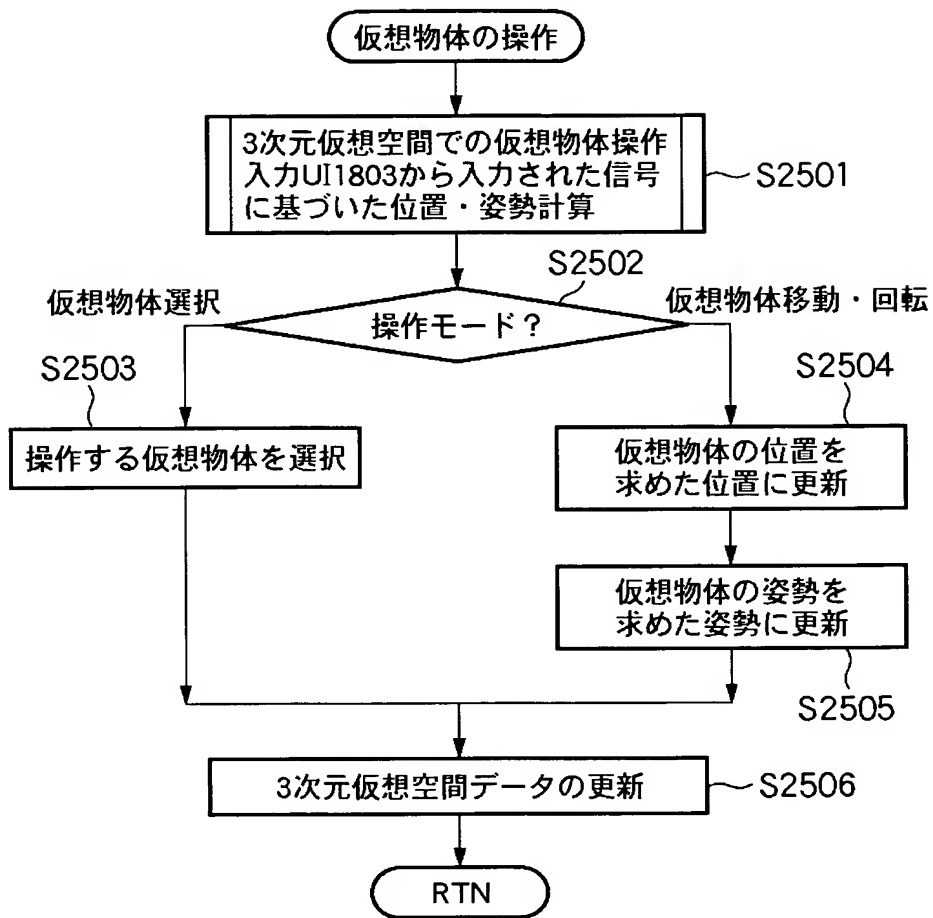 仮想物体の操作
3次元仮想空間での仮想物体操作
入力UI1803から入力された信号
に基づいた位置・姿勢計算
S2501
S2502
仮想物体選択
操作モード?
仮想物体移動・回転
S2503
S2504
操作する仮想物体を選択
仮想物体の位置を
求めた位置に更新
仮想物体の姿勢を
求めた姿勢に更新
S2505
3次元仮想空間データの更新
S2506
RTN